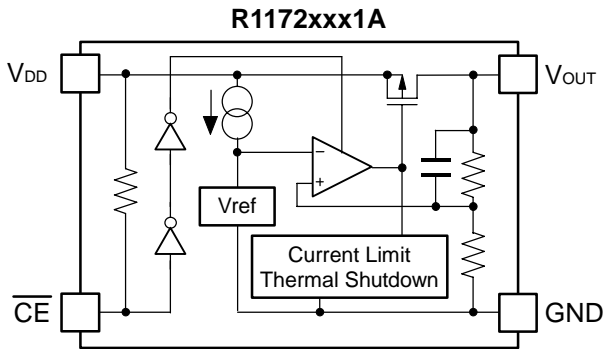 R1172xxx1A
VDD
VOUT
−
+
Vref
Current Limit
Thermal Shutdown
CE
GND